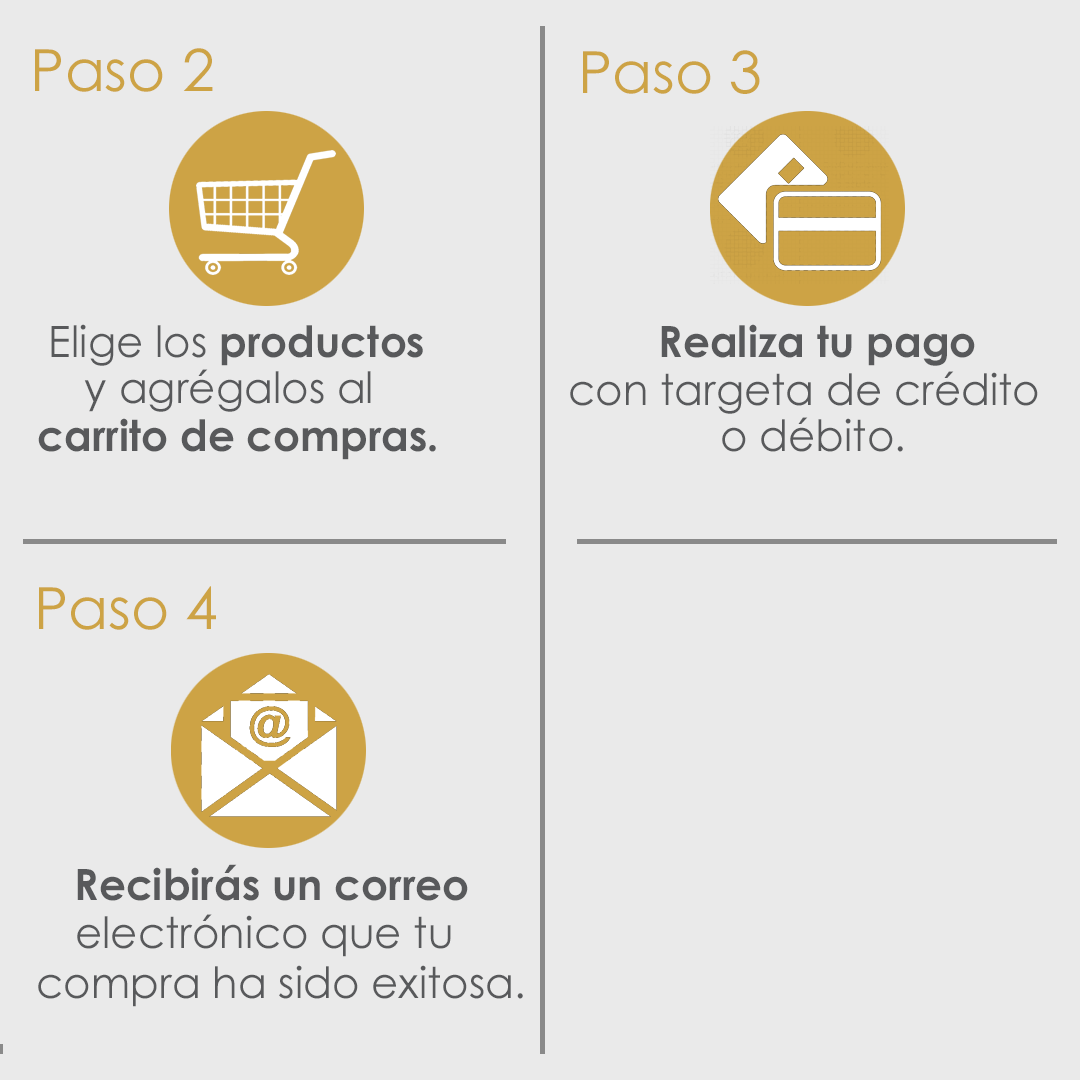 Paso 2
Elige los productos
y agrégalos al
carrito de compras.
Paso 3
Realiza tu pago
con targeta de crédito
o débito.
Paso 4
@
Recibirás un correo
electrónico que tu
compra ha sido exitosa.